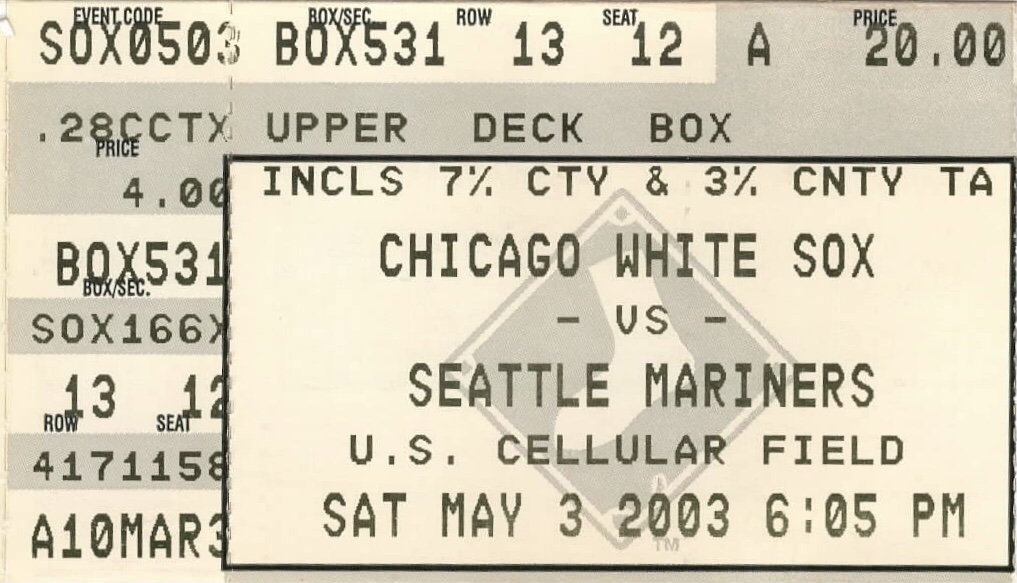 EVENT CODE BOX/SEC. ROW SEAT PRICE
SOX0503 BOX531 13 12 A 20.00
.28CCTX UPPER DECK BOX
PRICE
4.00
INCLS 7% CTY & 3% CNTY TA
BOX531
BOX/SEC.
CHICAGO WHITE SOX
SOX166X
- VS -
13 12
ROW SEAT
SEATTLE MARINERS
4171158
U.S. CELLULAR FIELD
A10MAR3
SAT MAY 3 2003 6:05 PM
TM